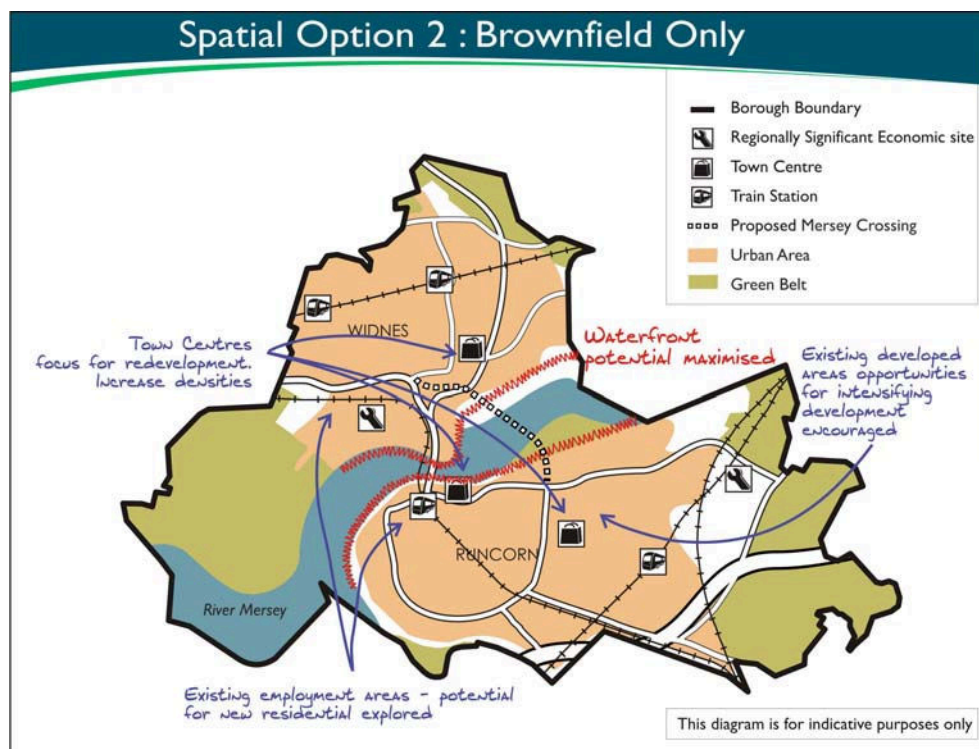 Spatial Option 2 : Brownfield Only
Borough Boundary
Regionally Significant Economic site
Town Centre
Train Station
Proposed Mersey Crossing
Urban Area
Green Belt
WIDNES
Town Centres
focus for redevelopment.
Increase densities
Waterfront
potential maximised
Existing developed
areas opportunities
for intensifying
development
encouraged
RUNCORN
River Mersey
Existing employment areas - potential
for new residential explored
This diagram is for indicative purposes only